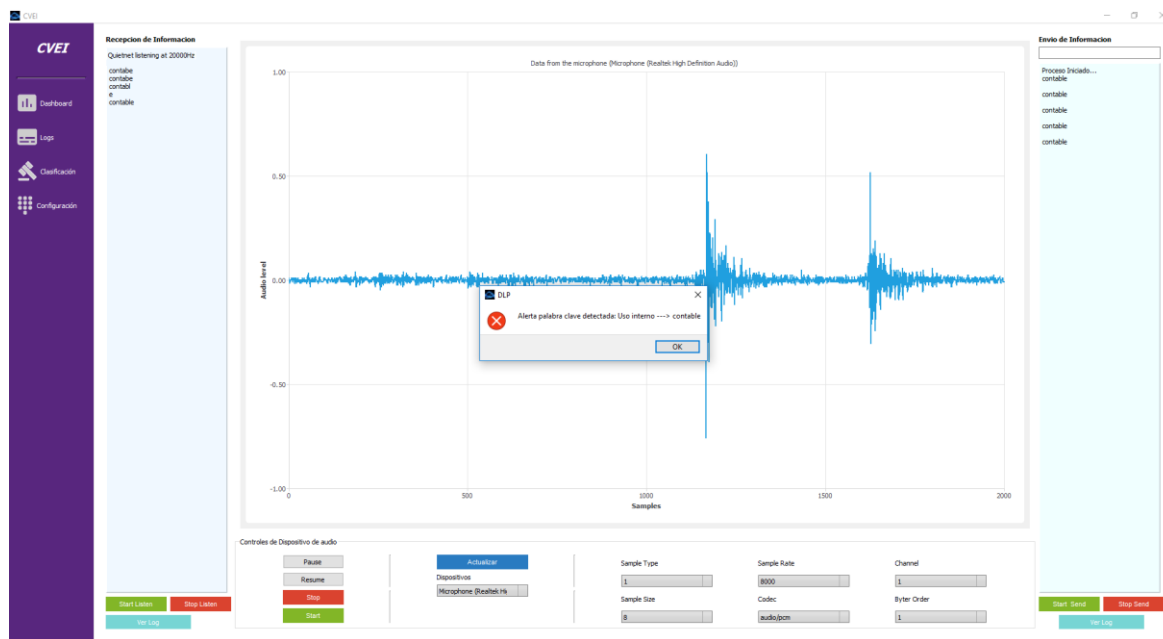 CVEI
CVEI
Dashboard
Logs
Clasificación
Configuración
Recepcion de Informacion
Quietnet listening at 20000Hz
contabe
contabe
contabl
e
contable
Start Listen
Stop Listen
Ver Log
Data from the microphone (Microphone (Realtek High Definition Audio))
1.00
0.50
0.00
-0.50
-1.00
Audio level
0
500
1000
1500
2000
Samples
DLP
Alerta palabra clave detectada: Uso interno ---> contable
OK
Controles de Dispositivo de audio
Pause
Resume
Stop
Start
Actualizar
Dispositivos
Microphone (Realtek Hi
Sample Type
1
Sample Size
8
Sample Rate
8000
Codec
audio/pcm
Channel
1
Byter Order
1
Envio de Informacion
Proceso Iniciado...
contable
contable
contable
contable
contable
Start Send
Stop Send
Ver Log